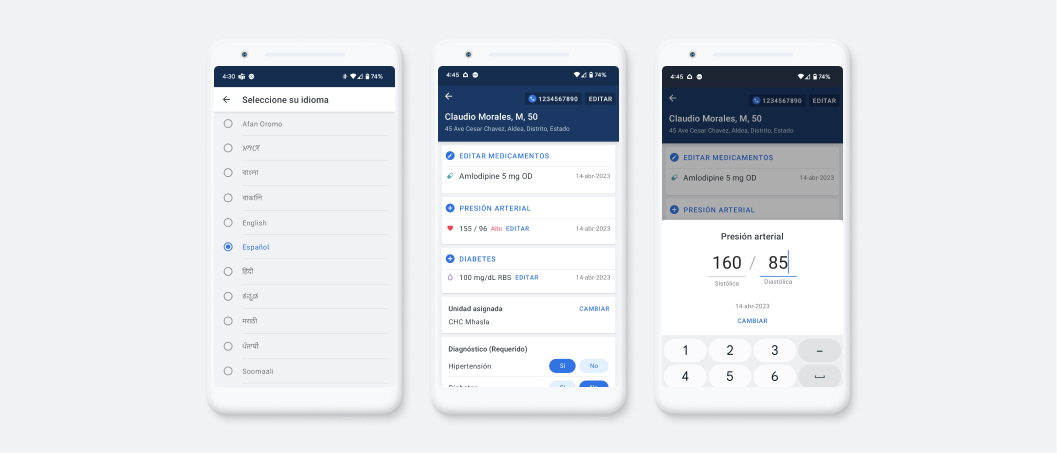 4:30 74%
Seleccione su idioma
Afan Oromo
አማርኛ
বাংলা
English
Español
हिंदी
ಕನ್ನಡ
मराठी
ਪੰਜਾਬੀ
Soomaali
4:45 74%
1234567890 EDITAR
Claudio Morales, M, 50
45 Ave Cesar Chavez, Aldea, Distrito, Estado
EDITAR MEDICAMENTOS
Amlodipine 5 mg OD 14-abr-2023
PRESIÓN ARTERIAL
155 / 96 Alto EDITAR 14-abr-2023
DIABETES
100 mg/dL RBS EDITAR 14-abr-2023
Unidad asignada CAMBIAR
CHC Mhasla
Diagnóstico (Requerido)
Hipertensión Sí No
4:45 74%
1234567890 EDITAR
Claudio Morales, M, 50
45 Ave Cesar Chavez, Aldea, Distrito, Estado
EDITAR MEDICAMENTOS
Amlodipine 5 mg OD 14-abr-2023
PRESIÓN ARTERIAL
Presión arterial
160 / 85
Sistólica Diastólica
14-abr-2023
CAMBIAR
1 2 3 –
4 5 6